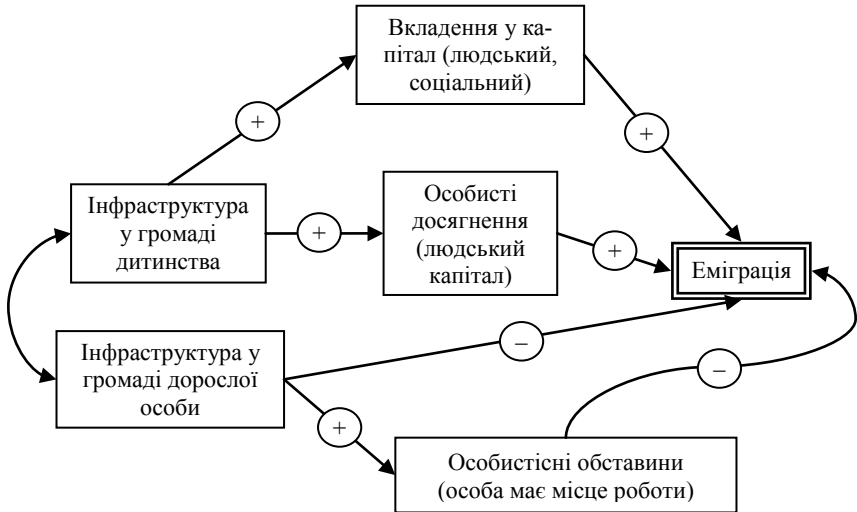 Вкладення у ка-
пітал (людський,
соціальний)
+
+
Інфраструктура
у громаді
дитинства
+
Особисті
досягнення
(людський
капітал)
+
Еміграція
Інфраструктура у
громаді дорослої
особи
–
–
+
Особистісні обставини
(особа має місце роботи)